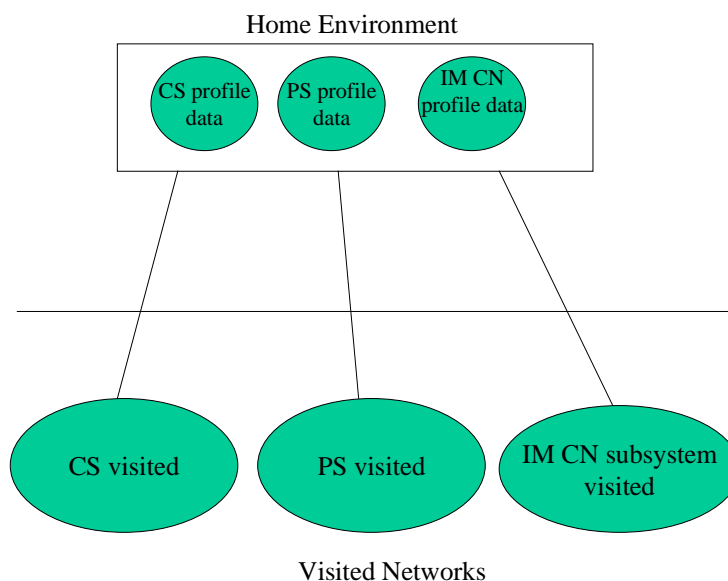 Home Environment
CS profile
data
PS profile
data
IM CN
profile data
CS visited
PS visited
IM CN subsystem
visited
Visited Networks